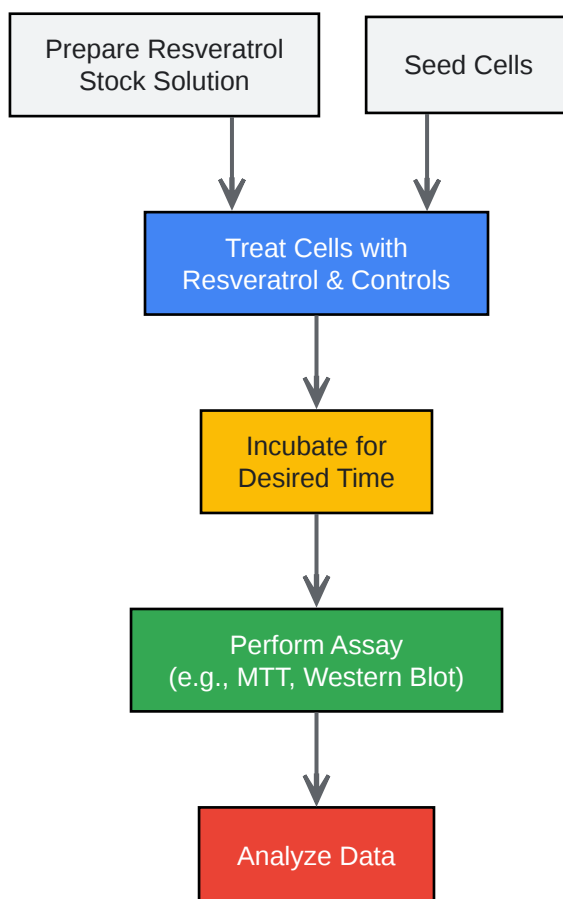 Prepare Resveratrol
Stock Solution
Seed Cells
Treat Cells with
Resveratrol & Controls
Incubate for
Desired Time
Perform Assay
(e.g., MTT, Western Blot)
Analyze Data